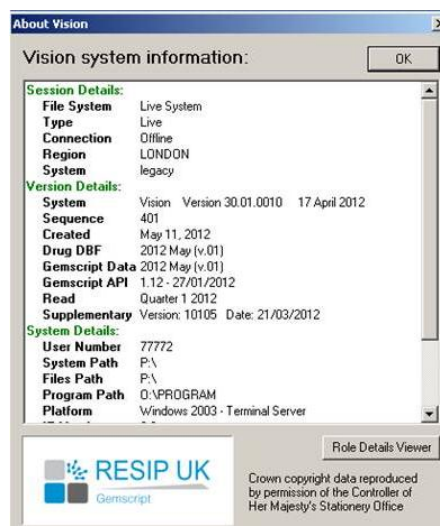 About Vision
Vision system information:
OK
Session Details:
File System Live System
Type Live
Connection Offline
Region LONDON
System legacy
Version Details:
System Vision Version 30.01.0010 17 April 2012
Sequence 401
Created May 11, 2012
Drug DBF 2012 May (v.01)
Gemscript Data 2012 May (v.01)
Gemscript API 1.12 - 27/01/2012
Read Quarter 1 2012
Supplementary Version: 10105 Date: 21/03/2012
System Details:
User Number 77772
System Path P:\
Files Path P:\
Program Path O:\PROGRAM
Platform Windows 2003 - Terminal Server
Role Details Viewer
RESIP UK
Gemscript
Crown copyright data reproduced
by permission of the Controller of
Her Majesty's Stationery Office